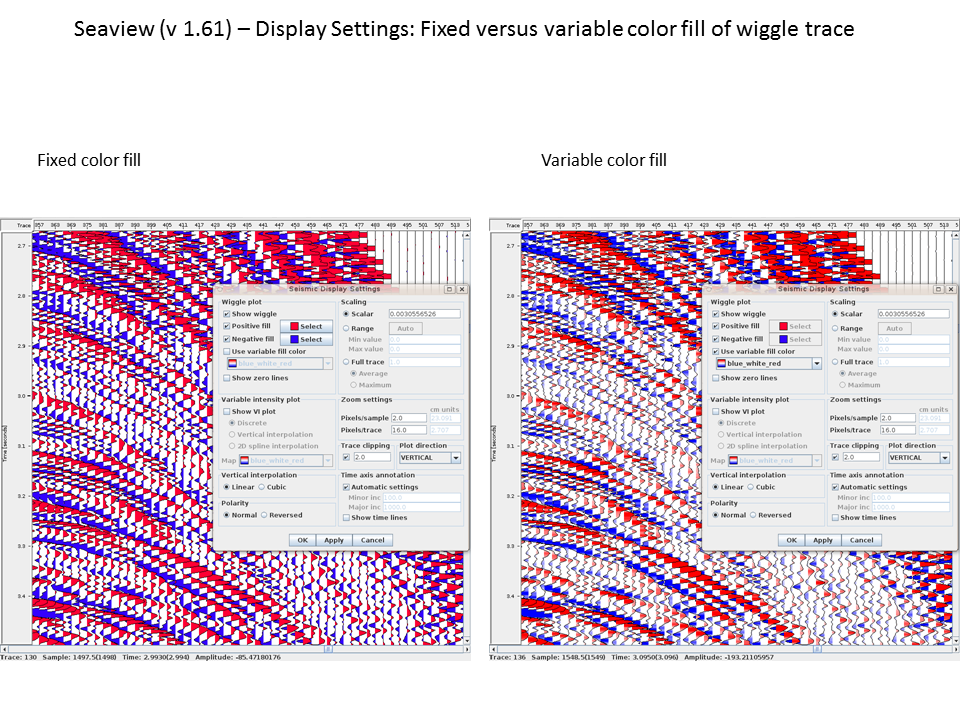 Seaview (v 1.61) – Display Settings: Fixed versus variable color fill of wiggle trace
Fixed color fill
Variable color fill
Trace 357 363 369 375 381 387 393 399 405 411 417 423 429 435 441 447 453 459 465 471 477 483 489 495 501 507 513 5
2.7
2.8
2.9
3.0
3.1
3.2
3.3
3.4
Time [seconds]
Seismic Display Settings
Wiggle plot
Show wiggle
Positive fill Select
Negative fill Select
Use variable fill color
blue_white_red
Show zero lines
Variable intensity plot
Show VI plot
Discrete
Vertical interpolation
2D spline interpolation
Map blue_white_red
Vertical interpolation
Linear Cubic
Polarity
Normal Reversed
Scaling
Scalar 0.0030556526
Range Auto
Min value 0.0
Max value 0.0
Full trace 1.0
Average
Maximum
Zoom settings
cm units
Pixels/sample 2.0 23.091
Pixels/trace 16.0 2.707
Trace clipping Plot direction
2.0 VERTICAL
Time axis annotation
Automatic settings
Minor inc 100.0
Major inc 1000.0
Show time lines
OK Apply Cancel
Trace: 130 Sample: 1497.5(1498) Time: 2.9930(2.994) Amplitude: -85.47180176
Trace 357 363 369 375 381 387 393 399 405 411 417 423 429 435 441 447 453 459 465 471 477 483 489 495 501 507 513 5
2.7
2.8
2.9
3.0
3.1
3.2
3.3
3.4
Time [seconds]
Seismic Display Settings
Wiggle plot
Show wiggle
Positive fill Select
Negative fill Select
Use variable fill color
blue_white_red
Show zero lines
Variable intensity plot
Show VI plot
Discrete
Vertical interpolation
2D spline interpolation
Map blue_white_red
Vertical interpolation
Linear Cubic
Polarity
Normal Reversed
Scaling
Scalar 0.0030556526
Range Auto
Min value 0.0
Max value 0.0
Full trace 1.0
Average
Maximum
Zoom settings
cm units
Pixels/sample 2.0 23.091
Pixels/trace 16.0 2.707
Trace clipping Plot direction
2.0 VERTICAL
Time axis annotation
Automatic settings
Minor inc 100.0
Major inc 1000.0
Show time lines
OK Apply Cancel
Trace: 136 Sample: 1548.5(1549) Time: 3.0950(3.096) Amplitude: -193.21105957